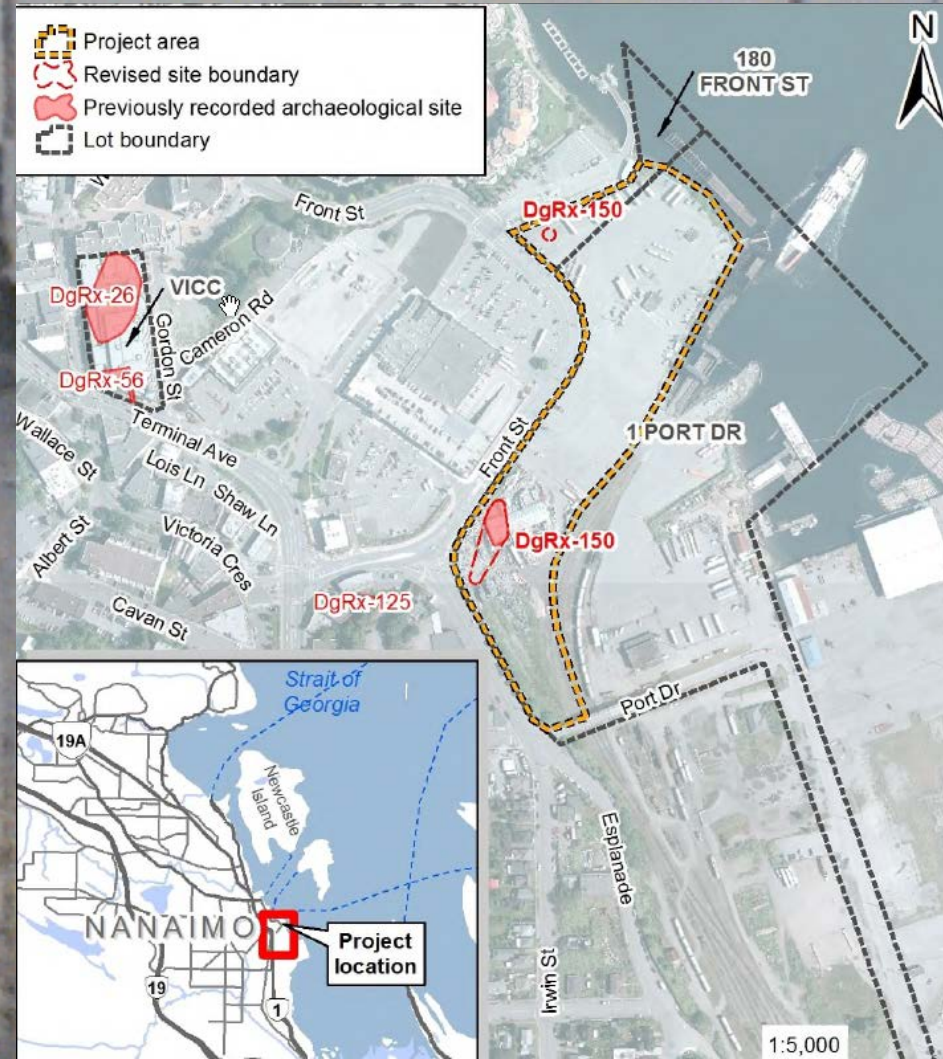 Project area
Revised site boundary
Previously recorded archaeological site
Lot boundary
N
180
FRONT ST
Front St
DgRx-150
DgRx-26
VICC
Gordon St
Cameron Rd
DgRx-56
Terminal Ave
Wallace St
Lois Ln
Shaw Ln
Albert St
Victoria Cres
Cavan St
Front St
1 PORT DR
DgRx-150
DgRx-125
Port Dr
Esplanade
Irwin St
1:5,000
Strait of
Georgia
19A
Newcastle
Island
NANAIMO
Project
location
19
1